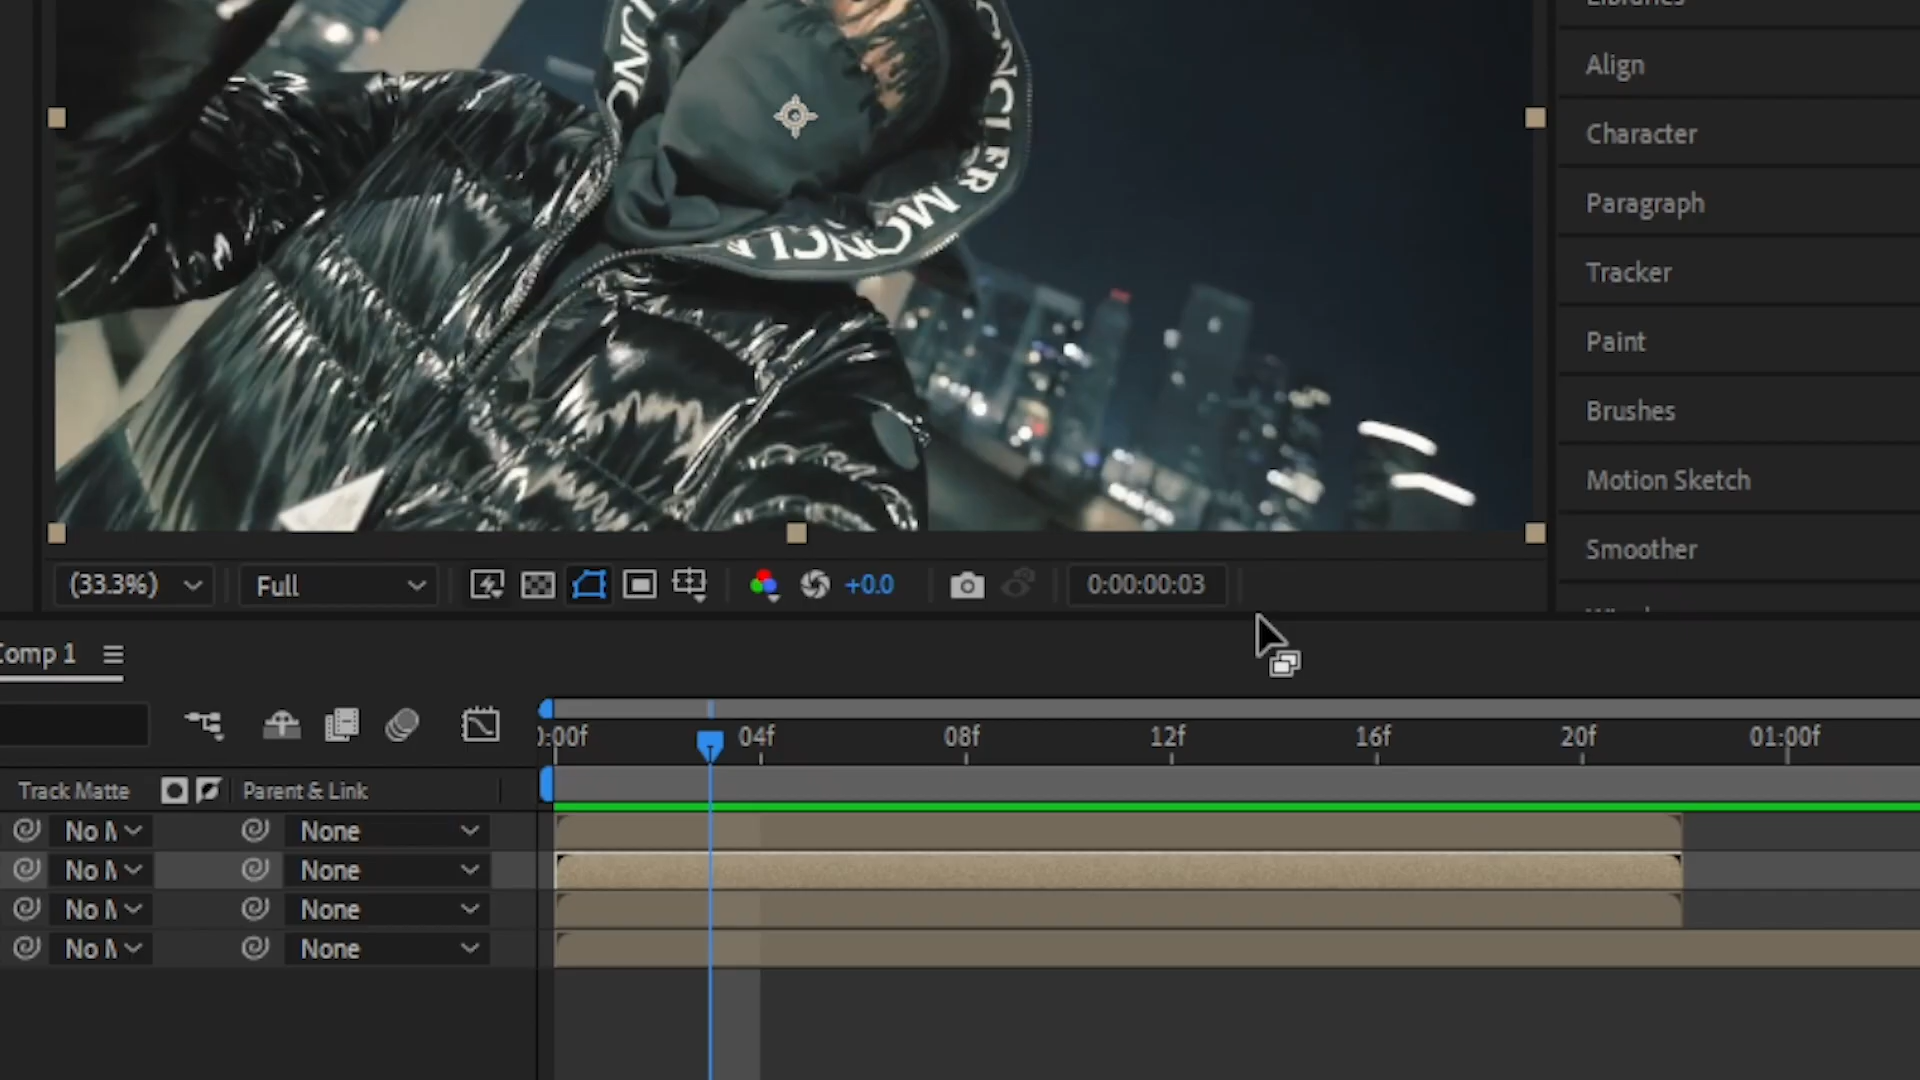 MONCLER MONCL
Align
Character
Paragraph
Tracker
Paint
Brushes
Motion Sketch
Smoother
(33.3%)
Full
+0.0
0:00:00:03
Comp 1
0:00f
04f
08f
12f
16f
20f
01:00f
Track Matte
Parent & Link
No M
None
No M
None
No M
None
No M
None